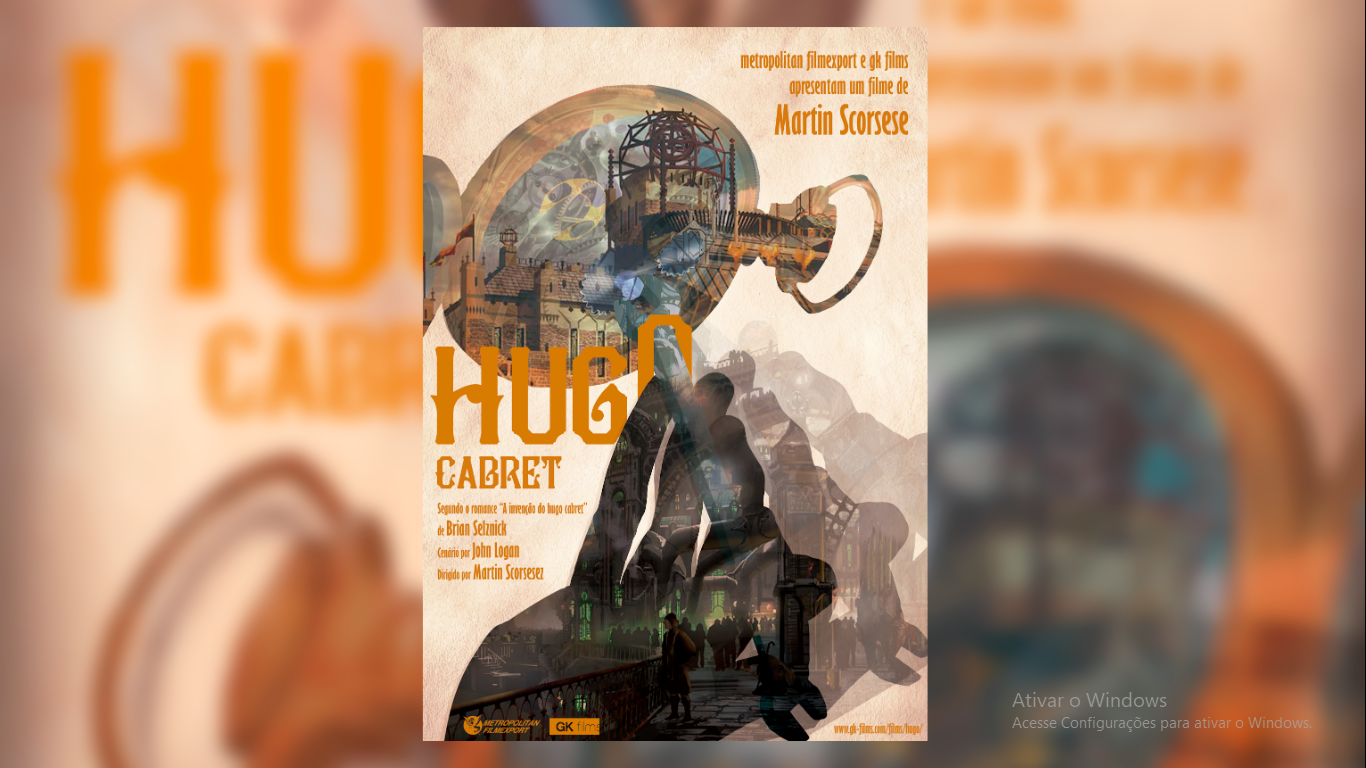 metropolitan filmexport e gk films
apresentam um filme de
Martin Scorsese
HUGO
CABRET
Segundo o romance "A invenção do hugo cabret"
de Brian Selznick
Cenário por John Logan
Dirigido por Martin Scorsesez
METROPOLITAN
FILMEXPORT
GK films
www.gk-films.com/films/hugo/
Ativar o Windows
Acesse Configurações para ativar o Windows.